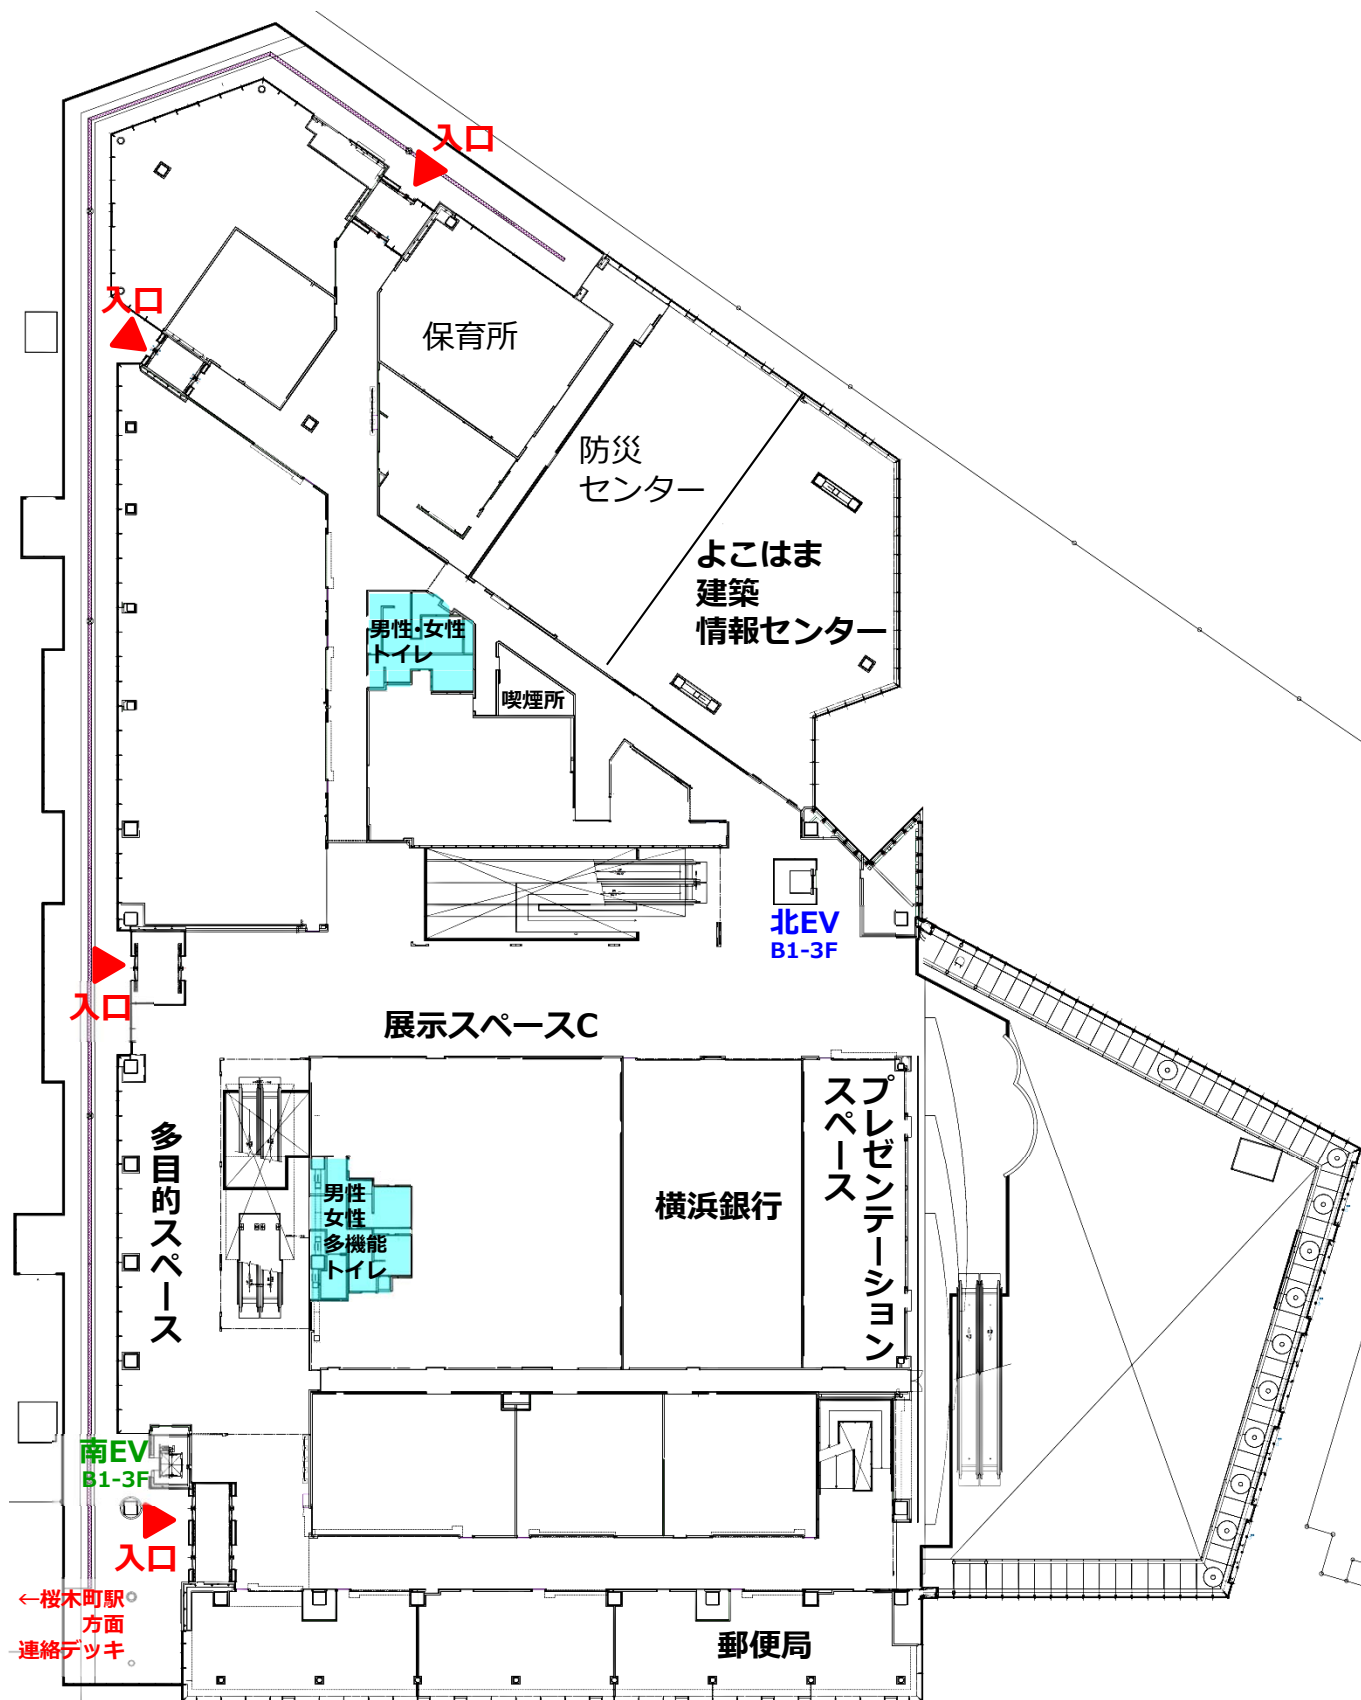 入口
入口
保育所
防災
センター
よこはま
建築
情報センター
男性・女性
トイレ
喫煙所
北EV
B1-3F
入口
展示スペースC
多目的スペース
男性
女性
多機能
トイレ
横浜銀行
プレゼンテーション
スペース
南EV
B1-3F
入口
←桜木町駅
方面
連絡デッキ
郵便局